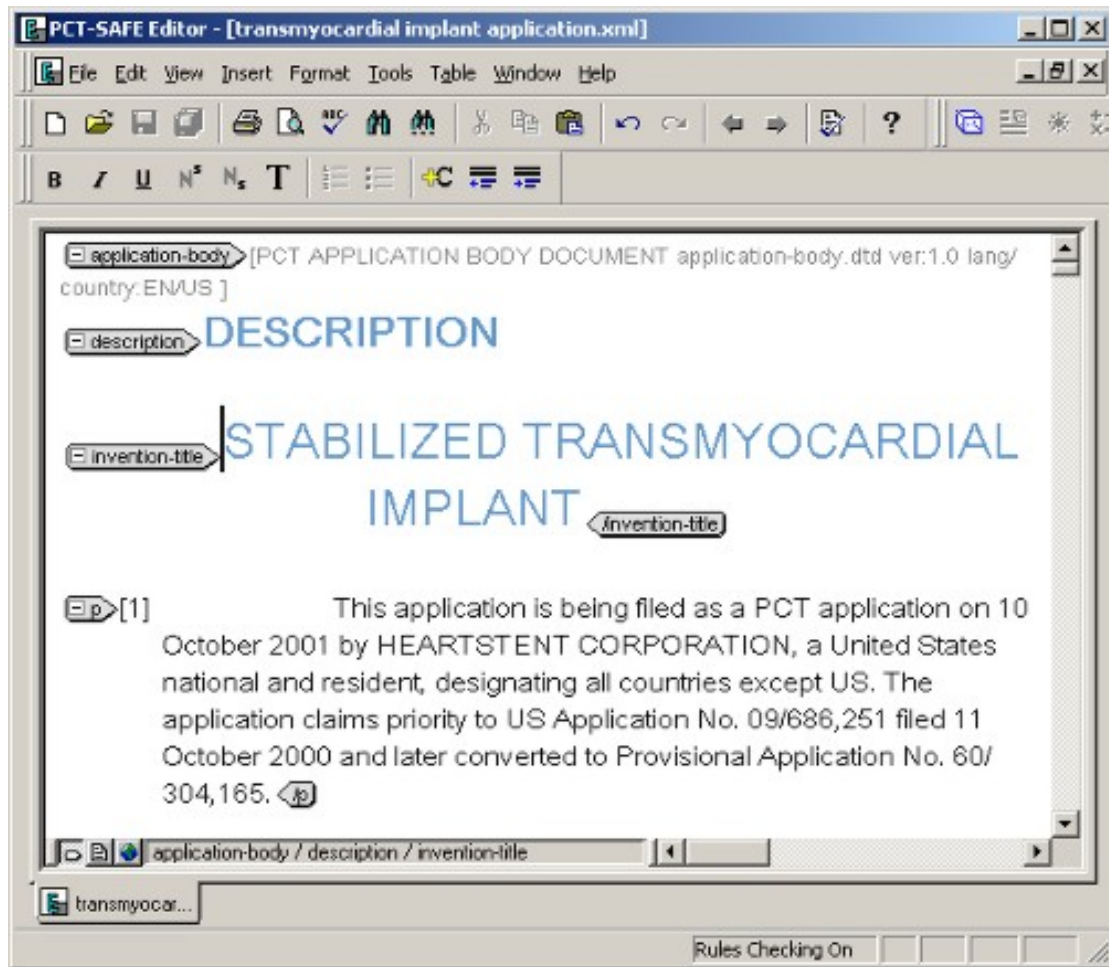 PCT-SAFE Editor - [transmyocardial implant application.xml]
File Edit View Insert Format Tools Table Window Help
ABC ?
B I U Nˢ Nₛ T C
application-body [PCT APPLICATION BODY DOCUMENT application-body.dtd ver:1.0 lang/
country:EN/US ]
description DESCRIPTION
invention-title STABILIZED TRANSMYOCARDIAL
IMPLANT /invention-title
p [1] This application is being filed as a PCT application on 10
October 2001 by HEARTSTENT CORPORATION, a United States
national and resident, designating all countries except US. The
application claims priority to US Application No. 09/686,251 filed 11
October 2000 and later converted to Provisional Application No. 60/
304,165. /p
application-body / description / invention-title
transmyocar...
Rules Checking On